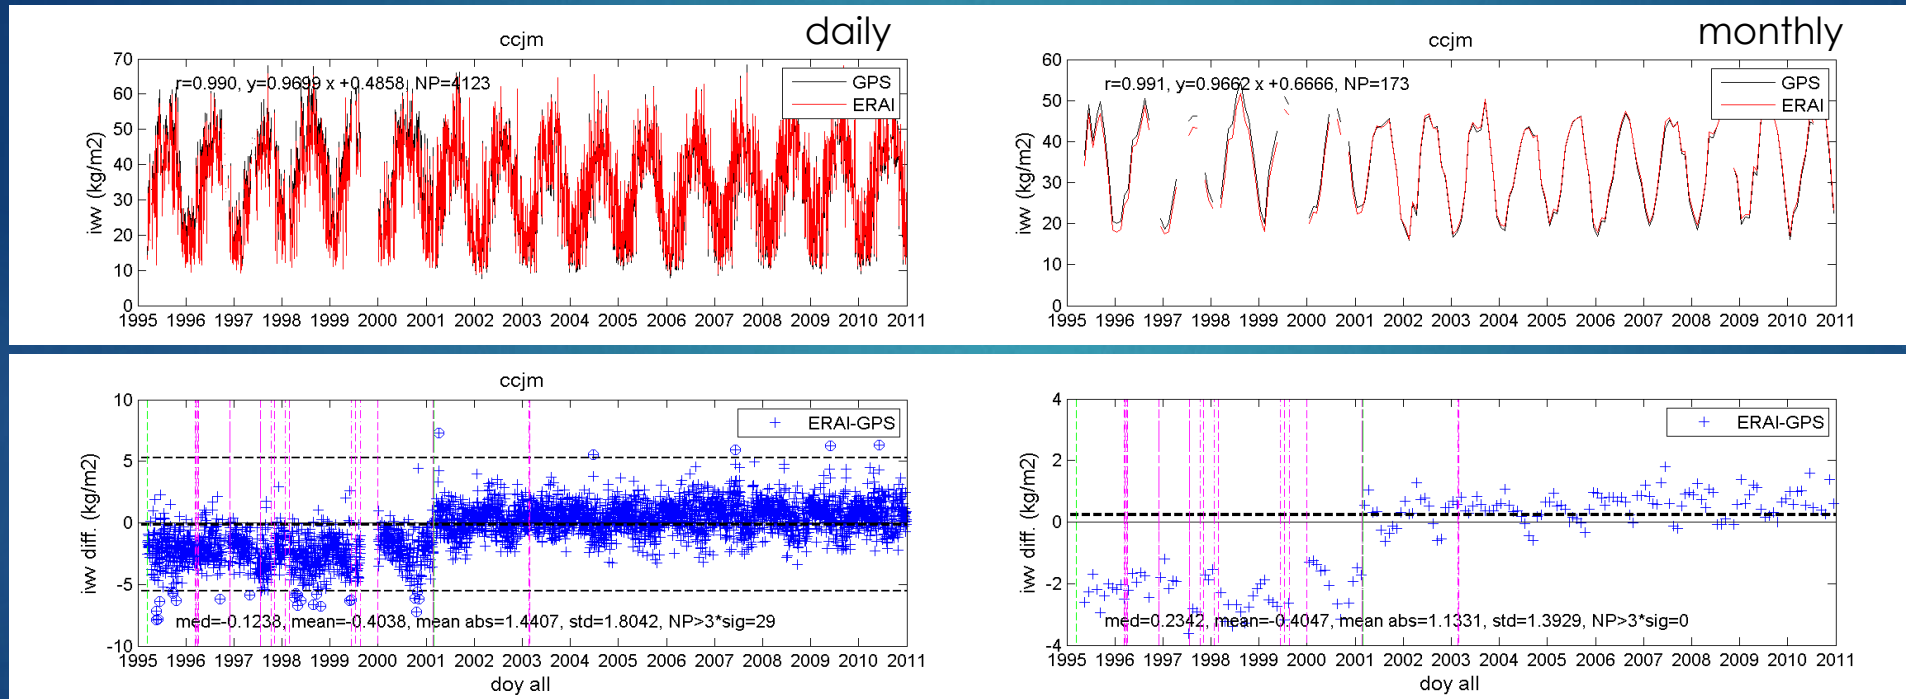 daily
ccjm
r=0.990, y=0.9699 x +0.4858, NP=4123
GPS
ERAI
iwv (kg/m2)
70
60
50
40
30
20
10
0
1995 1996 1997 1998 1999 2000 2001 2002 2003 2004 2005 2006 2007 2008 2009 2010 2011
monthly
ccjm
r=0.991, y=0.9662 x +0.6666, NP=173
GPS
ERAI
iwv (kg/m2)
60
50
40
30
20
10
0
1995 1996 1997 1998 1999 2000 2001 2002 2003 2004 2005 2006 2007 2008 2009 2010 2011
ccjm
ERAI-GPS
iwv diff. (kg/m2)
10
5
0
-5
-10
med=-0.1238, mean=-0.4038, mean abs=1.4407, std=1.8042, NP>3*sig=29
1995 1996 1997 1998 1999 2000 2001 2002 2003 2004 2005 2006 2007 2008 2009 2010 2011
doy all
ERAI-GPS
iwv diff. (kg/m2)
4
2
0
-2
-4
med=0.2342, mean=-0.4047, mean abs=1.1331, std=1.3929, NP>3*sig=0
1995 1996 1997 1998 1999 2000 2001 2002 2003 2004 2005 2006 2007 2008 2009 2010 2011
doy all